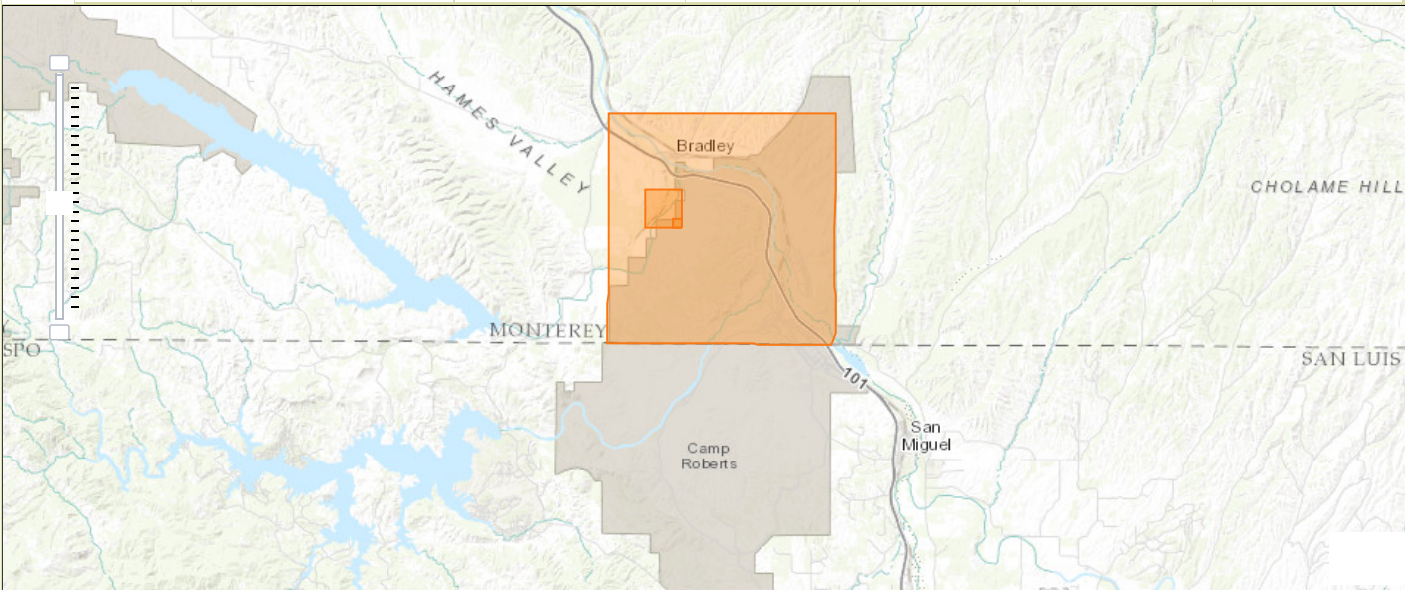 HAMES VALLEY
Bradley
CHOLAME HILL
MONTEREY
SPO
SAN LUIS
101
San
Miguel
Camp
Roberts